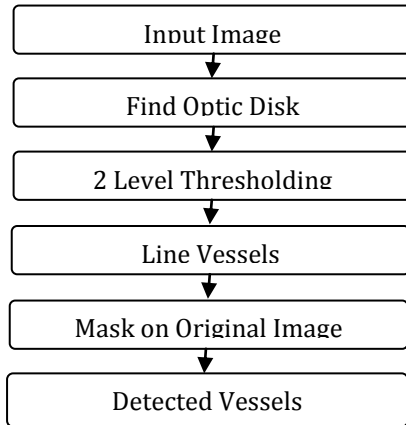 Input Image
Find Optic Disk
2 Level Thresholding
Line Vessels
Mask on Original Image
Detected Vessels